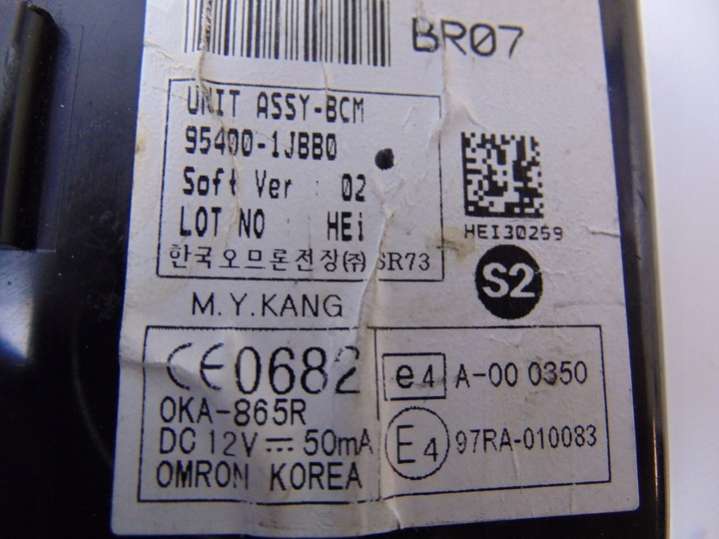 BR07
UNIT ASSY-BCM
95400-1JBB0
Soft Ver : 02
LOT NO : HEi
한국오므론전장(주) SR73
HEI30259
S2
M.Y.KANG
CE0682
OKA-865R
DC 12V ⎓ 50mA
OMRON KOREA
e4 A-00 0350
E4 97RA-010083